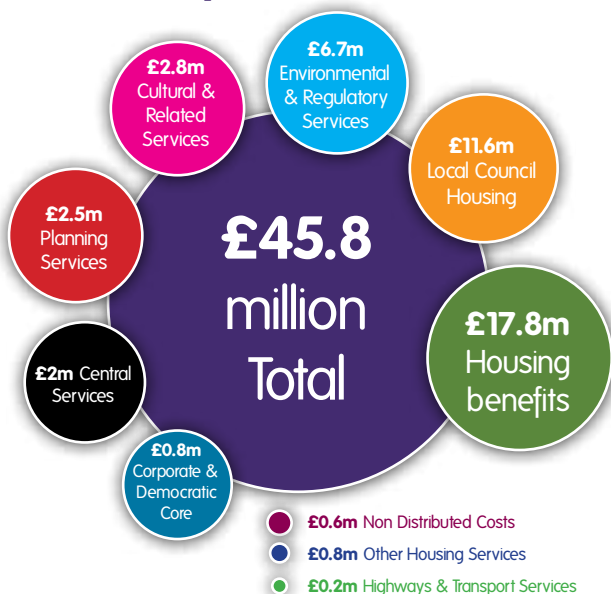 £6.7m
Environmental
& Regulatory
Services
£2.8m
Cultural &
Related
Services
£11.6m
Local Council
Housing
£2.5m
Planning
Services
£45.8
million
Total
£17.8m
Housing
benefits
£2m Central
Services
£0.8m
Corporate &
Democratic
Core
£0.6m Non Distributed Costs
£0.8m Other Housing Services
£0.2m Highways & Transport Services